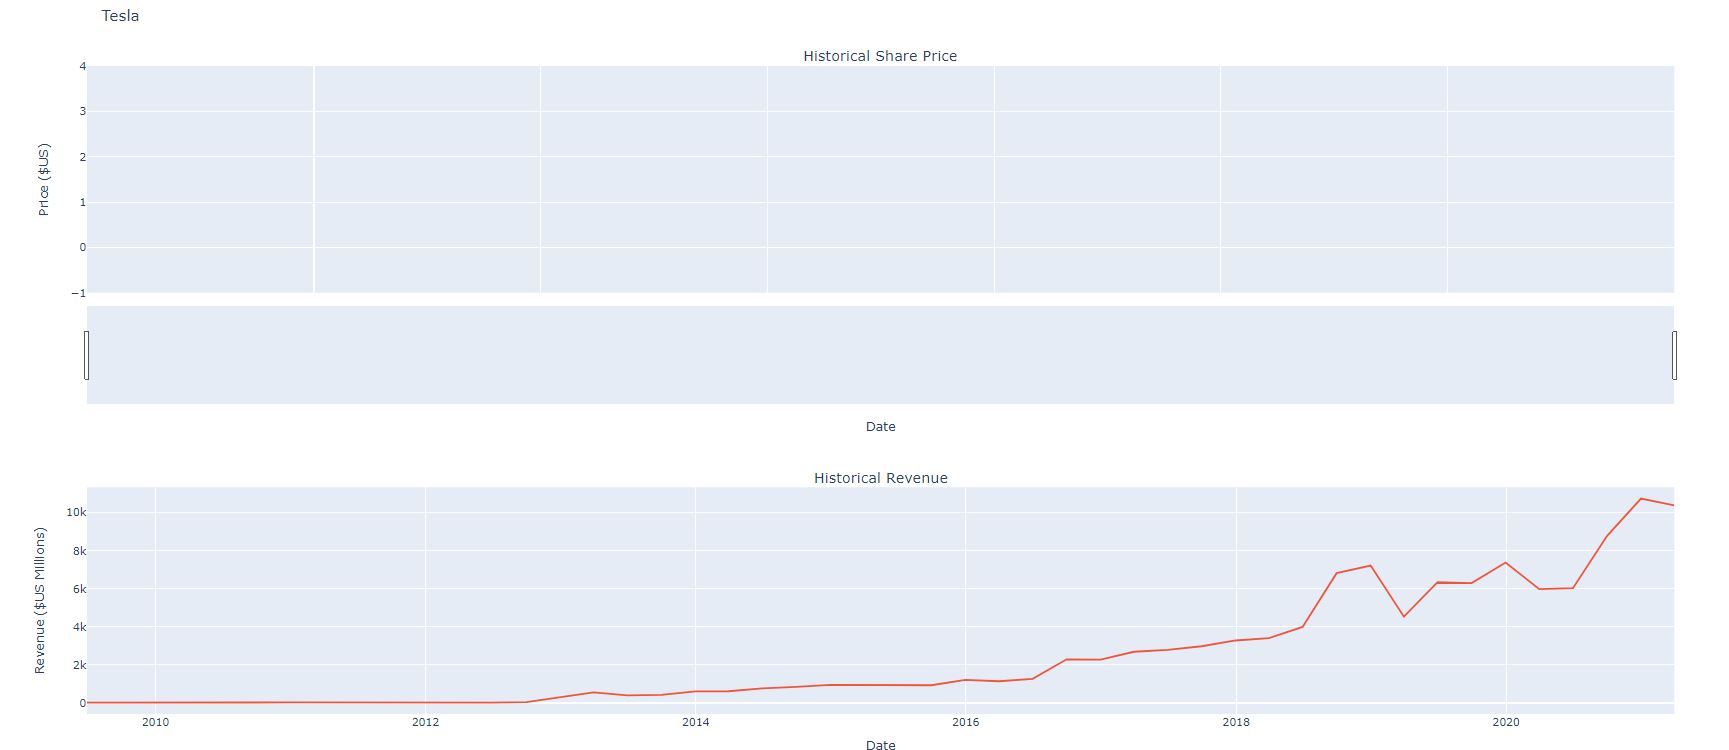 Tesla
Historical Share Price
Price ($US)
4
3
2
1
0
−1
Date
Historical Revenue
Revenue ($US Millions)
10k
8k
6k
4k
2k
0
2010 2012 2014 2016 2018 2020
Date